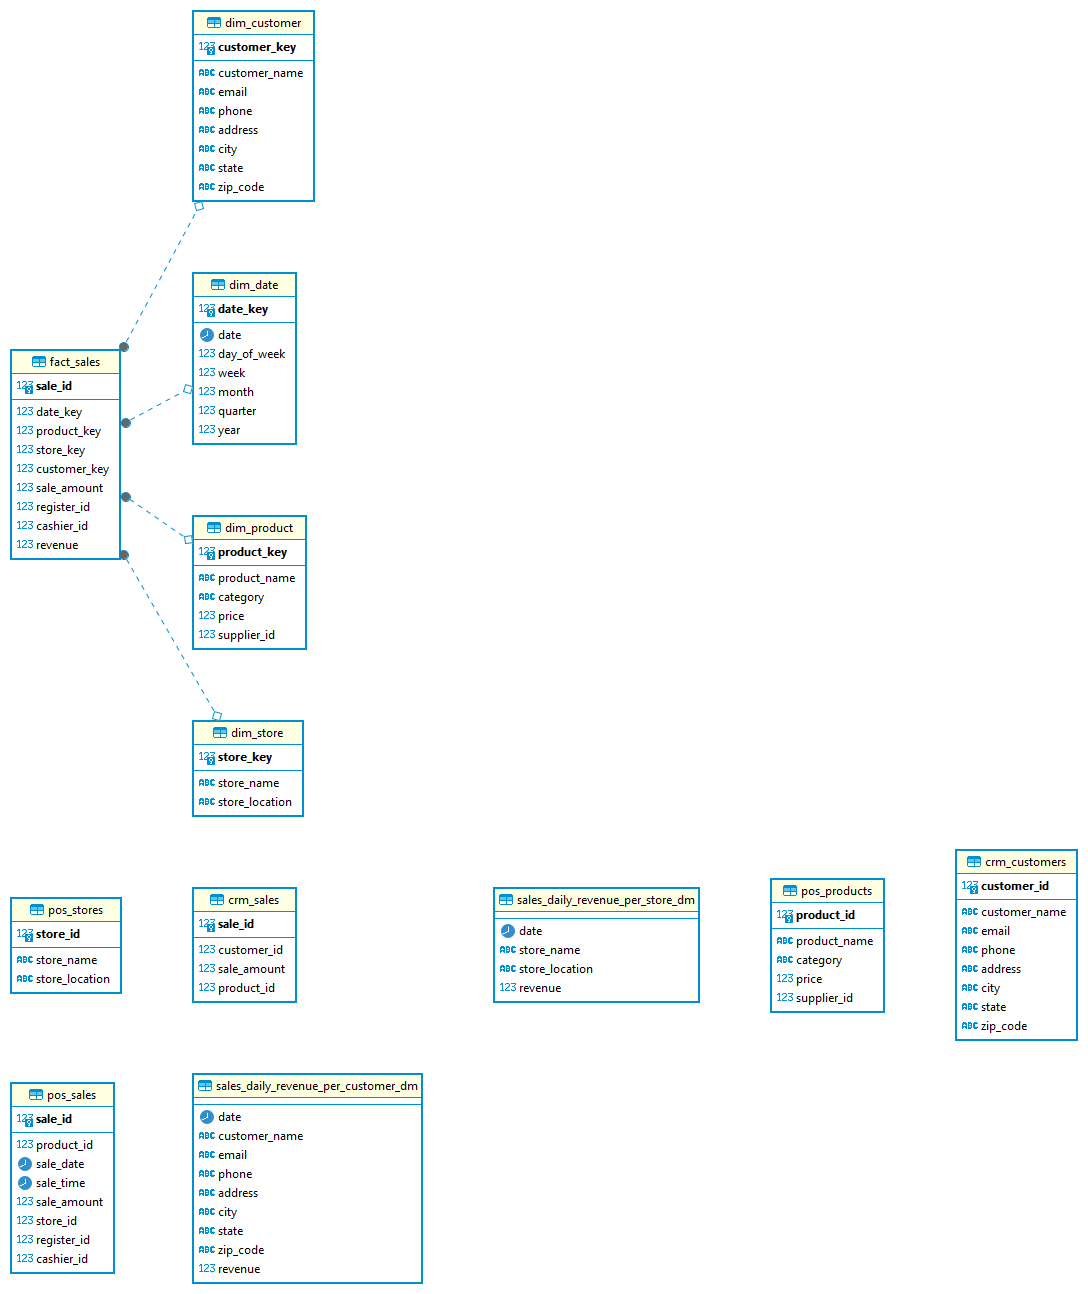 dim_customer
123 customer_key
ABC customer_name
ABC email
ABC phone
ABC address
ABC city
ABC state
ABC zip_code
dim_date
123 date_key
date
123 day_of_week
123 week
123 month
123 quarter
123 year
fact_sales
123 sale_id
123 date_key
123 product_key
123 store_key
123 customer_key
123 sale_amount
123 register_id
123 cashier_id
123 revenue
dim_product
123 product_key
ABC product_name
ABC category
123 price
123 supplier_id
dim_store
123 store_key
ABC store_name
ABC store_location
pos_stores
123 store_id
ABC store_name
ABC store_location
crm_sales
123 sale_id
123 customer_id
123 sale_amount
123 product_id
sales_daily_revenue_per_store_dm
date
ABC store_name
ABC store_location
123 revenue
pos_products
123 product_id
ABC product_name
ABC category
123 price
123 supplier_id
crm_customers
123 customer_id
ABC customer_name
ABC email
ABC phone
ABC address
ABC city
ABC state
ABC zip_code
pos_sales
123 sale_id
123 product_id
sale_date
sale_time
123 sale_amount
123 store_id
123 register_id
123 cashier_id
sales_daily_revenue_per_customer_dm
date
ABC customer_name
ABC email
ABC phone
ABC address
ABC city
ABC state
ABC zip_code
123 revenue